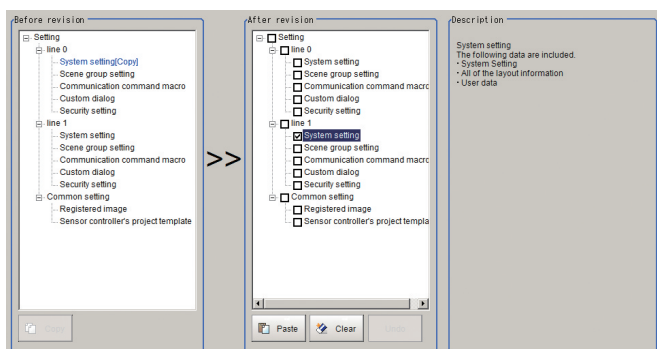 Before revision
Setting
line 0
System setting[Copy]
Scene group setting
Communication command macro
Custom dialog
Security setting
line 1
System setting
Scene group setting
Communication command macro
Custom dialog
Security setting
Common setting
Registered image
Sensor controller's project template
Copy
>>
After revision
Setting
line 0
System setting
Scene group setting
Communication command macro
Custom dialog
Security setting
line 1
System setting
Scene group setting
Communication command macro
Custom dialog
Security setting
Common setting
Registered image
Sensor controller's project templa
Paste
Clear
Undo
Description
System setting
The following data are included.
・System Setting
・All of the layout information
・User data